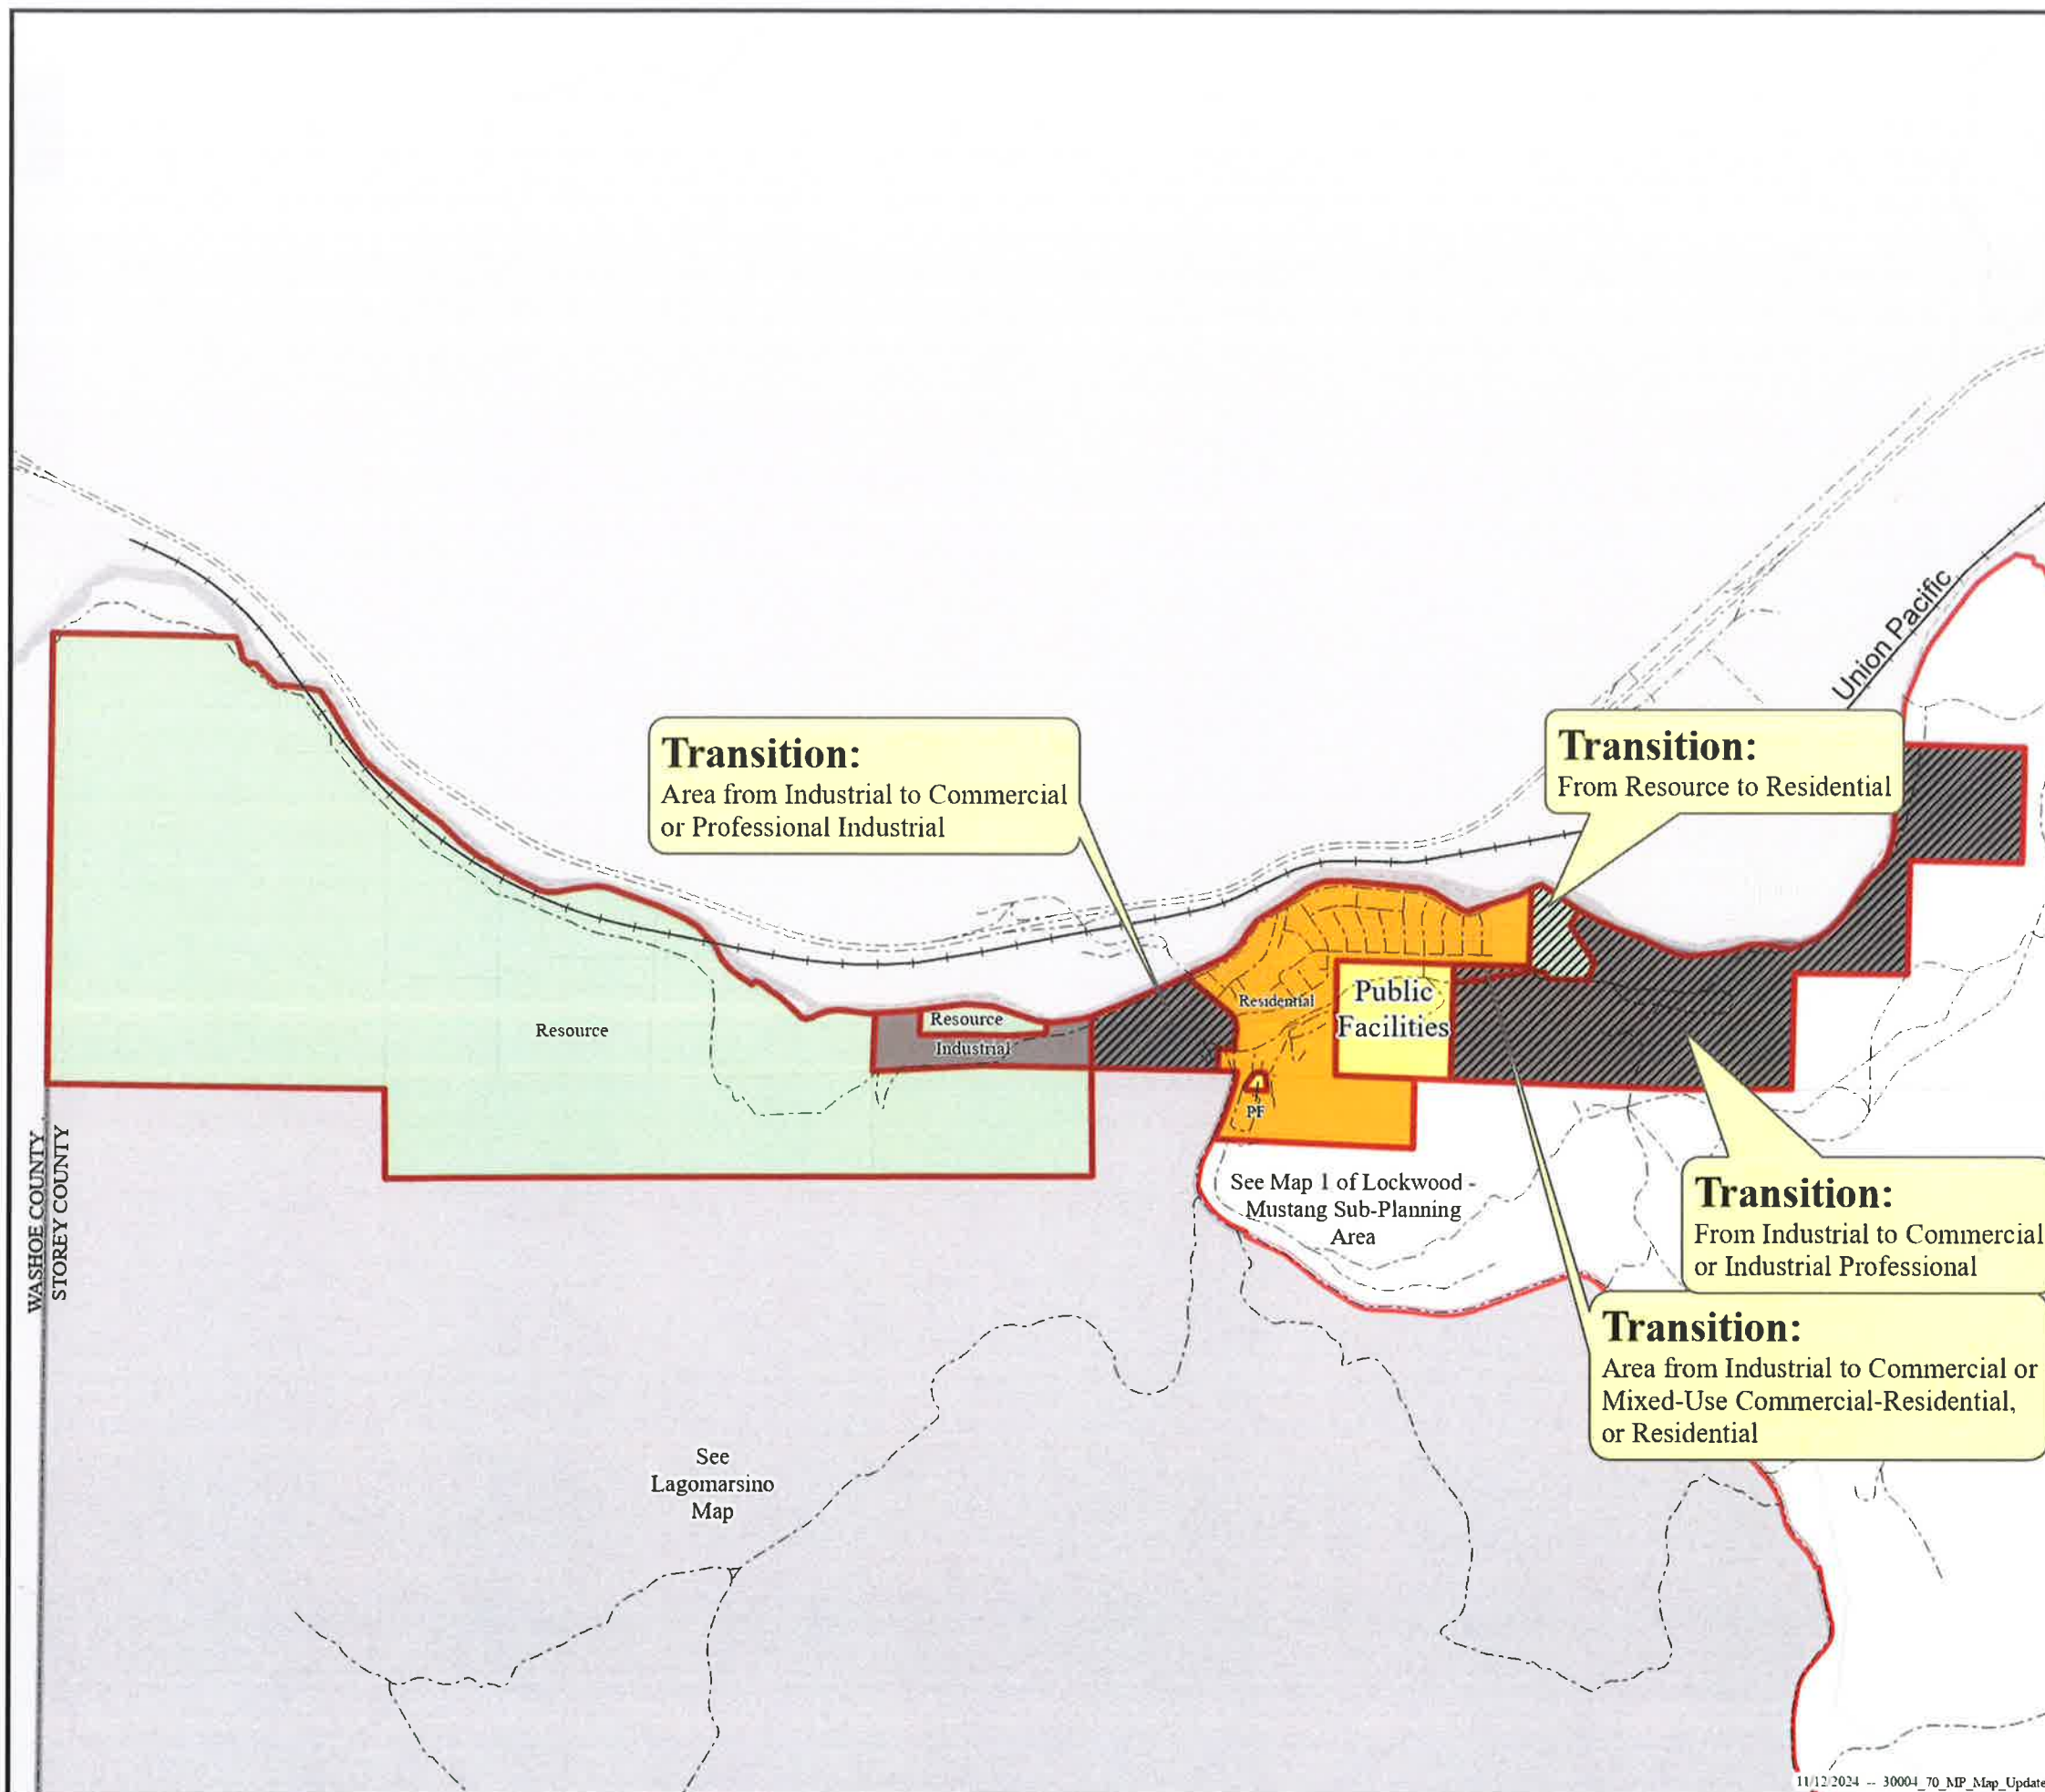 Union Pacific
Transition:
From Resource to Residential
Transition:
Area from Industrial to Commercial
or Professional Industrial
Resource
Industrial
Resource
Residential
Public
Facilities
PF
WASHOE COUNTY
STOREY COUNTY
See Map 1 of Lockwood -
Mustang Sub-Planning
Area
Transition:
From Industrial to Commercial
or Industrial Professional
Transition:
Area from Industrial to Commercial or
Mixed-Use Commercial-Residential,
or Residential
See
Lagomarsino
Map
11/12/2024 -- 30004_70_MP_Map_Update